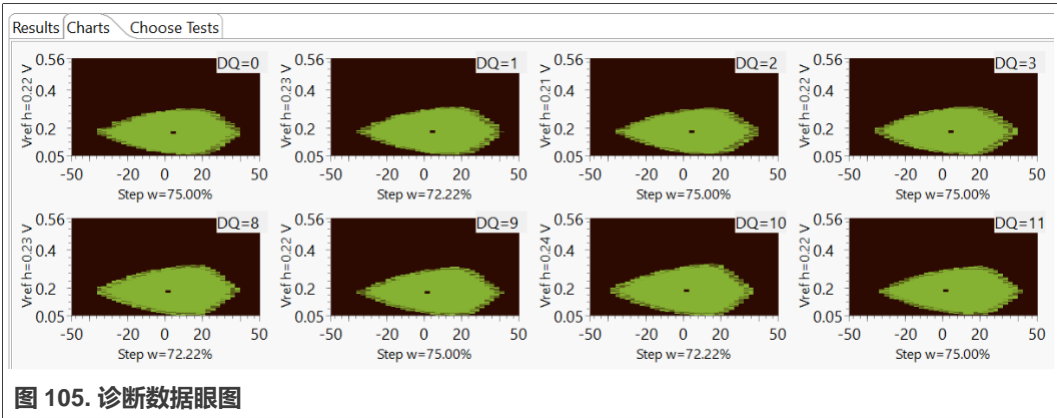 Results Charts Choose Tests
DQ=0 DQ=1 DQ=2 DQ=3
0.56 0.56 0.56 0.56
0.4 0.4 0.4 0.4
0.2 0.2 0.2 0.2
0.05 0.05 0.05 0.05
Vref h=0.22 V Vref h=0.23 V Vref h=0.21 V Vref h=0.22 V
-50 -20 0 20 50 -50 -20 0 20 50 -50 -20 0 20 50 -50 -20 0 20 50
Step w=75.00% Step w=72.22% Step w=75.00% Step w=75.00%
DQ=8 DQ=9 DQ=10 DQ=11
0.56 0.56 0.56 0.56
0.4 0.4 0.4 0.4
0.2 0.2 0.2 0.2
0.05 0.05 0.05 0.05
Vref h=0.23 V Vref h=0.22 V Vref h=0.24 V Vref h=0.22 V
-50 -20 0 20 50 -50 -20 0 20 50 -50 -20 0 20 50 -50 -20 0 20 50
Step w=72.22% Step w=75.00% Step w=72.22% Step w=75.00%
图 105. 诊断数据眼图